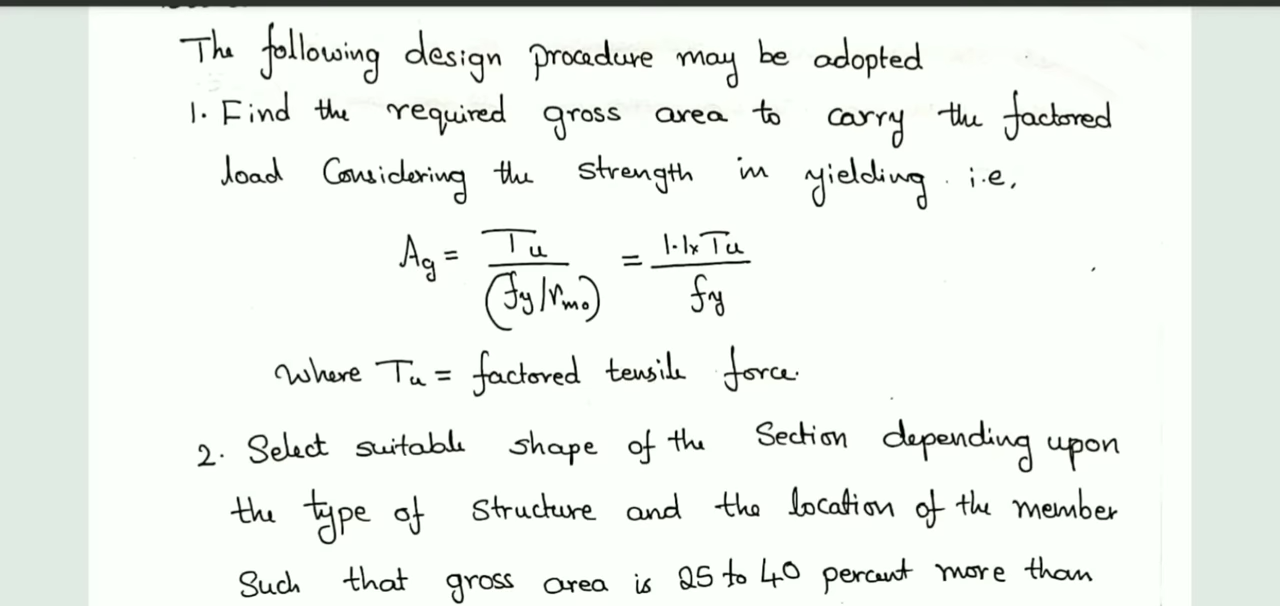 The following design procedure may be adopted
1. Find the required gross area to carry the factored
load Considering the strength in yielding. i.e,
Ag = Tu / (fy/γm0) = 1.1x Tu / fy
Where Tu = factored tensile force.
2. Select suitable shape of the Section depending upon
the type of structure and the location of the member
Such that gross area is 25 to 40 percent more than